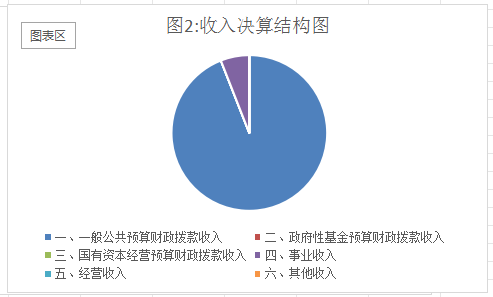 图2:收入决算结构图
图表区
一、一般公共预算财政拨款收入
二、政府性基金预算财政拨款收入
三、国有资本经营预算财政拨款收入
四、事业收入
五、经营收入
六、其他收入